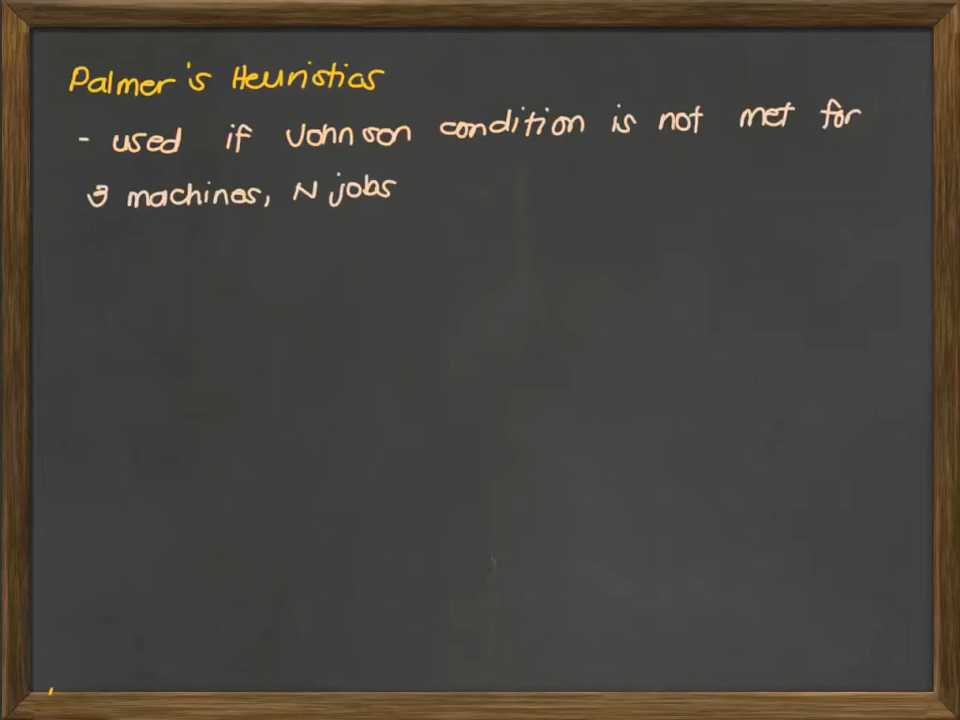 Palmer's Heuristics
- used if Johnson condition is not met for
3 machines, N jobs